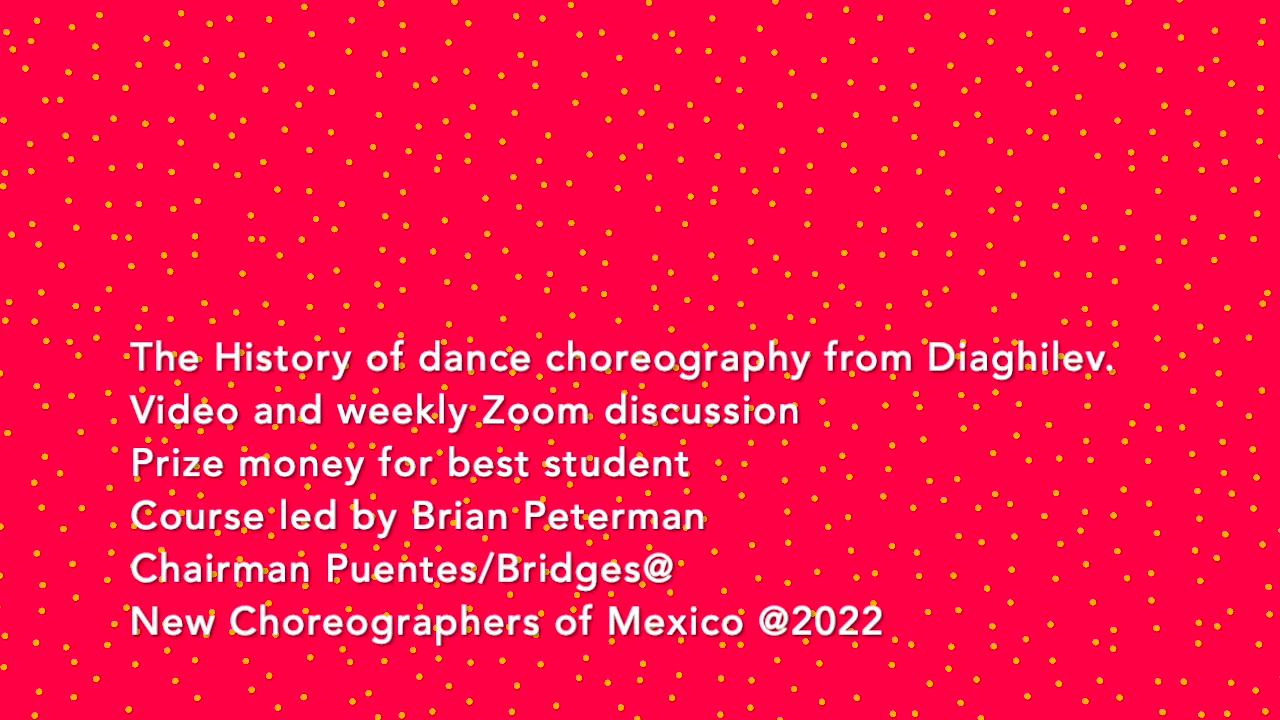 The History of dance choreography from Diaghilev.
Video and weekly Zoom discussion
Prize money for best student
Course led by Brian Peterman
Chairman Puentes/Bridges@
New Choreographers of Mexico @2022